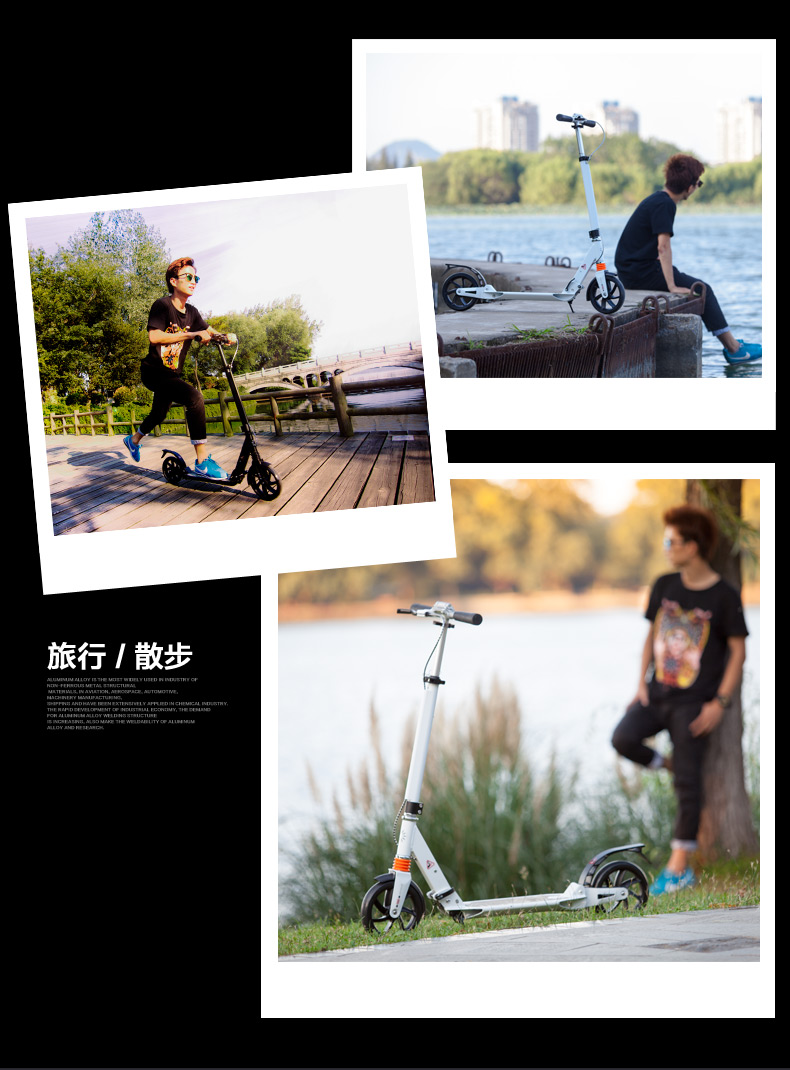 旅行 / 散步
ALUMINUM ALLOY IS THE MOST WIDELY USED IN INDUSTRY OF
NON-FERROUS METAL STRUCTURAL
MATERIALS, IN AVIATION, AEROSPACE, AUTOMOTIVE,
MACHINERY MANUFACTURING,
SHIPPING AND HAVE BEEN EXTENSIVELY APPLIED IN CHEMICAL INDUSTRY.
THE RAPID DEVELOPMENT OF INDUSTRIAL ECONOMY, THE DEMAND
FOR ALUMINUM ALLOY WELDING STRUCTURE
IS INCREASING, ALSO MAKE THE WELDABILITY OF ALUMINUM
ALLOY AND RESEARCH.